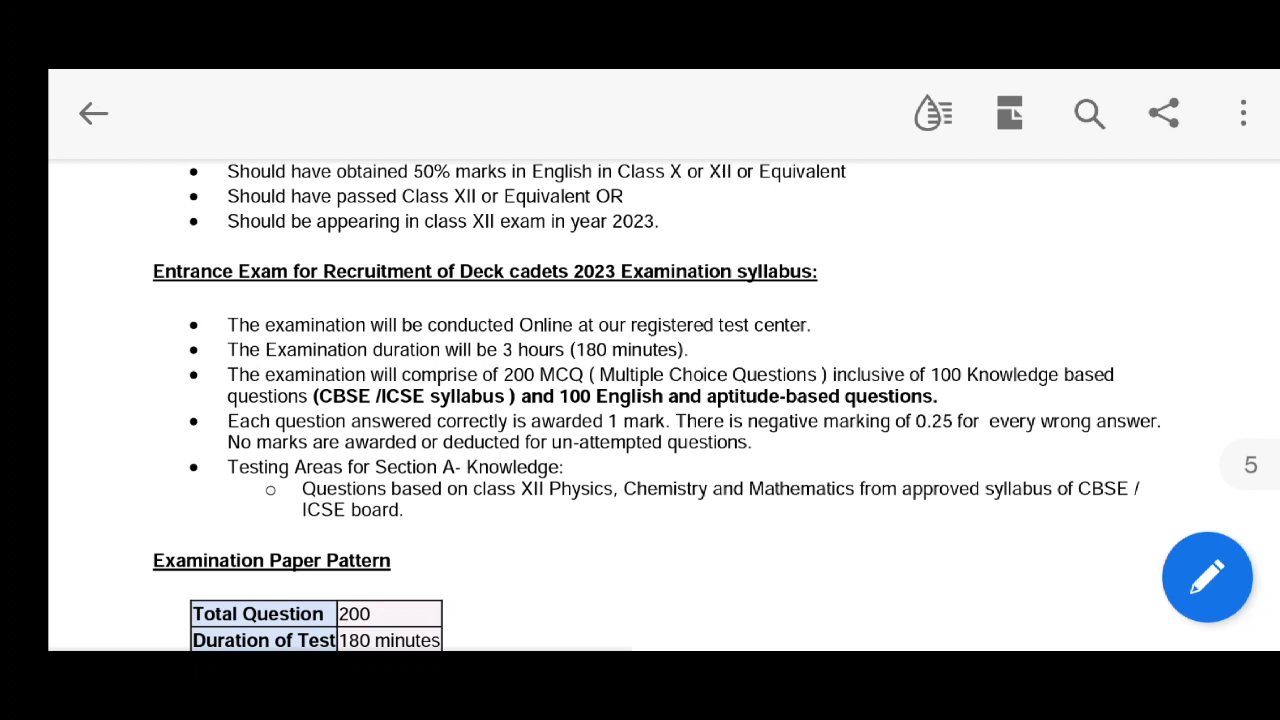 Should have obtained 50% marks in English in Class X or XII or Equivalent
Should have passed Class XII or Equivalent OR
Should be appearing in class XII exam in year 2023.
Entrance Exam for Recruitment of Deck cadets 2023 Examination syllabus:
The examination will be conducted Online at our registered test center.
The Examination duration will be 3 hours (180 minutes).
The examination will comprise of 200 MCQ ( Multiple Choice Questions ) inclusive of 100 Knowledge based
questions (CBSE /ICSE syllabus ) and 100 English and aptitude-based questions.
Each question answered correctly is awarded 1 mark. There is negative marking of 0.25 for  every wrong answer.
No marks are awarded or deducted for un-attempted questions.
Testing Areas for Section A- Knowledge:
5
Questions based on class XII Physics, Chemistry and Mathematics from approved syllabus of CBSE /
ICSE board.
Examination Paper Pattern
Total Question 200
Duration of Test 180 minutes